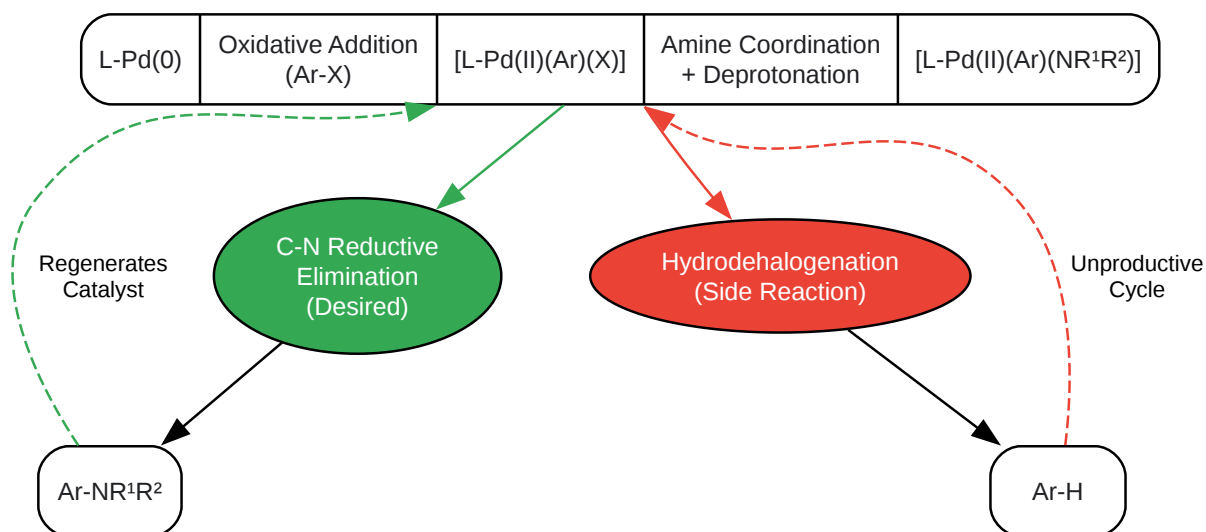 L-Pd(0)
Oxidative Addition
(Ar-X)
[L-Pd(II)(Ar)(X)]
Amine Coordination
+ Deprotonation
[L-Pd(II)(Ar)(NR¹R²)]
C-N Reductive
Elimination
(Desired)
Hydrodehalogenation
(Side Reaction)
Regenerates
Catalyst
Unproductive
Cycle
Ar-NR¹R²
Ar-H